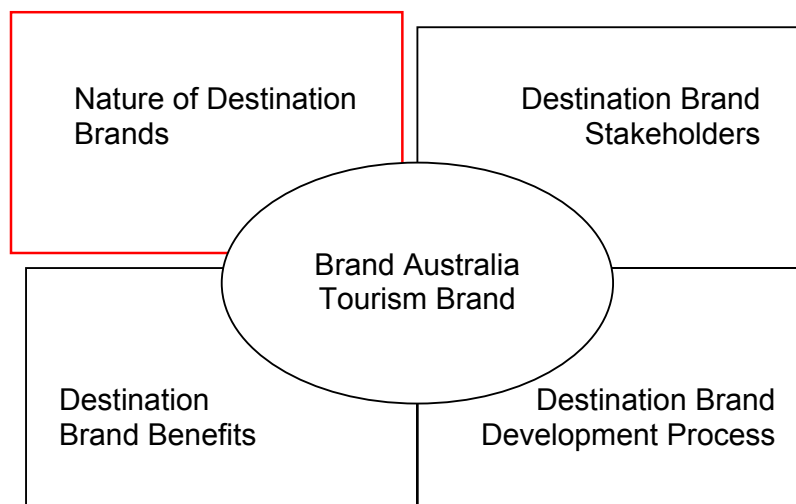 Nature of Destination
Brands
Destination Brand
Stakeholders
Brand Australia
Tourism Brand
Destination
Brand Benefits
Destination Brand
Development Process